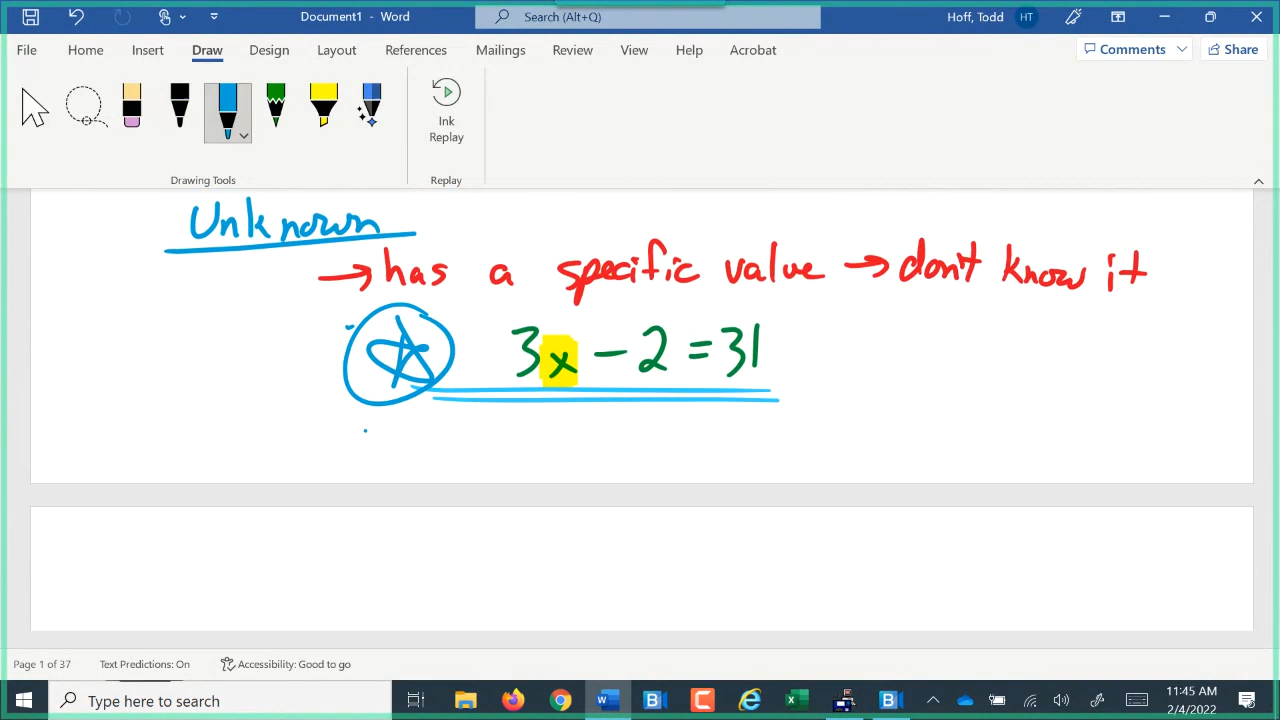 Document1 - Word
Search (Alt+Q)
Hoff, Todd
HT
File Home Insert Draw Design Layout References Mailings Review View Help Acrobat
Comments
Share
Ink
Replay
Drawing Tools
Replay
Unknown
→ has a specific value → don't know it
3x - 2 = 31
Page 1 of 37 Text Predictions: On Accessibility: Good to go
Type here to search
11:45 AM
2/4/2022